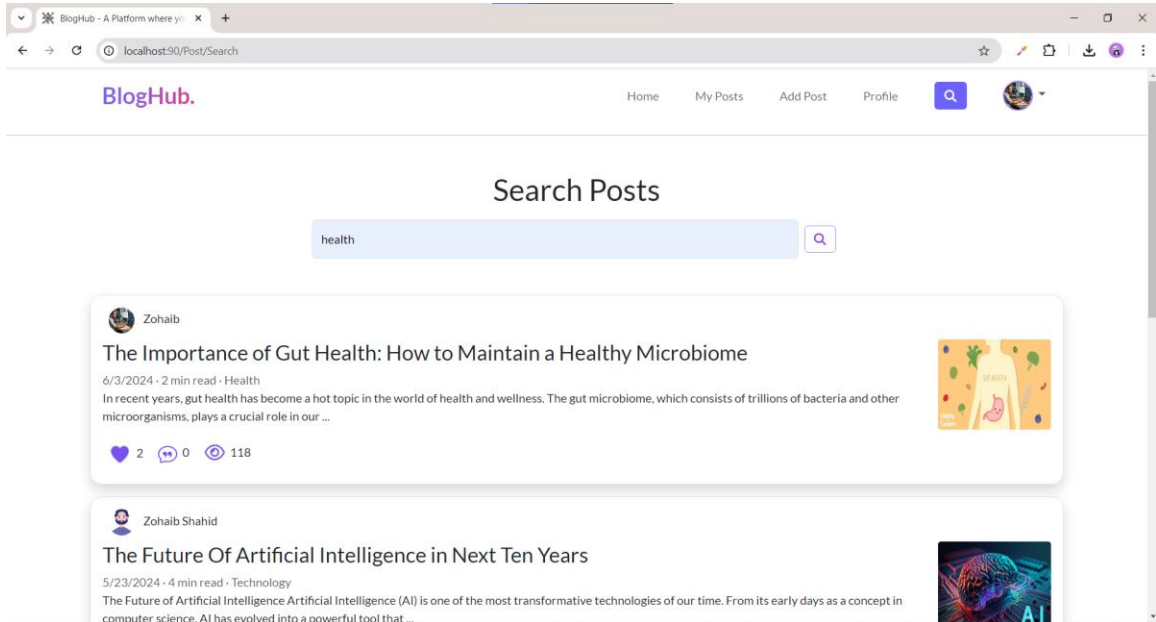 BlogHub - A Platform where yo
localhost:90/Post/Search
BlogHub.
Home My Posts Add Post Profile
Search Posts
health
Zohaib
The Importance of Gut Health: How to Maintain a Healthy Microbiome
6/3/2024 · 2 min read · Health
In recent years, gut health has become a hot topic in the world of health and wellness. The gut microbiome, which consists of trillions of bacteria and other
microorganisms, plays a crucial role in our ...
GUT HEALTH
2 0 118
Zohaib Shahid
The Future Of Artificial Intelligence in Next Ten Years
5/23/2024 · 4 min read · Technology
The Future of Artificial Intelligence Artificial Intelligence (AI) is one of the most transformative technologies of our time. From its early days as a concept in
computer science, AI has evolved into a powerful tool that ...
AI